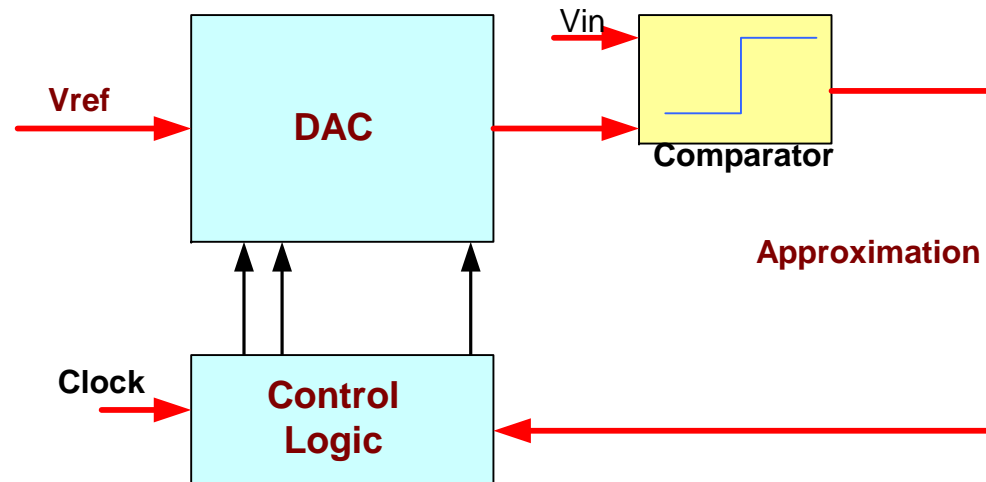 Vin
Vref
DAC
Comparator
Approximation
Clock
Control
Logic